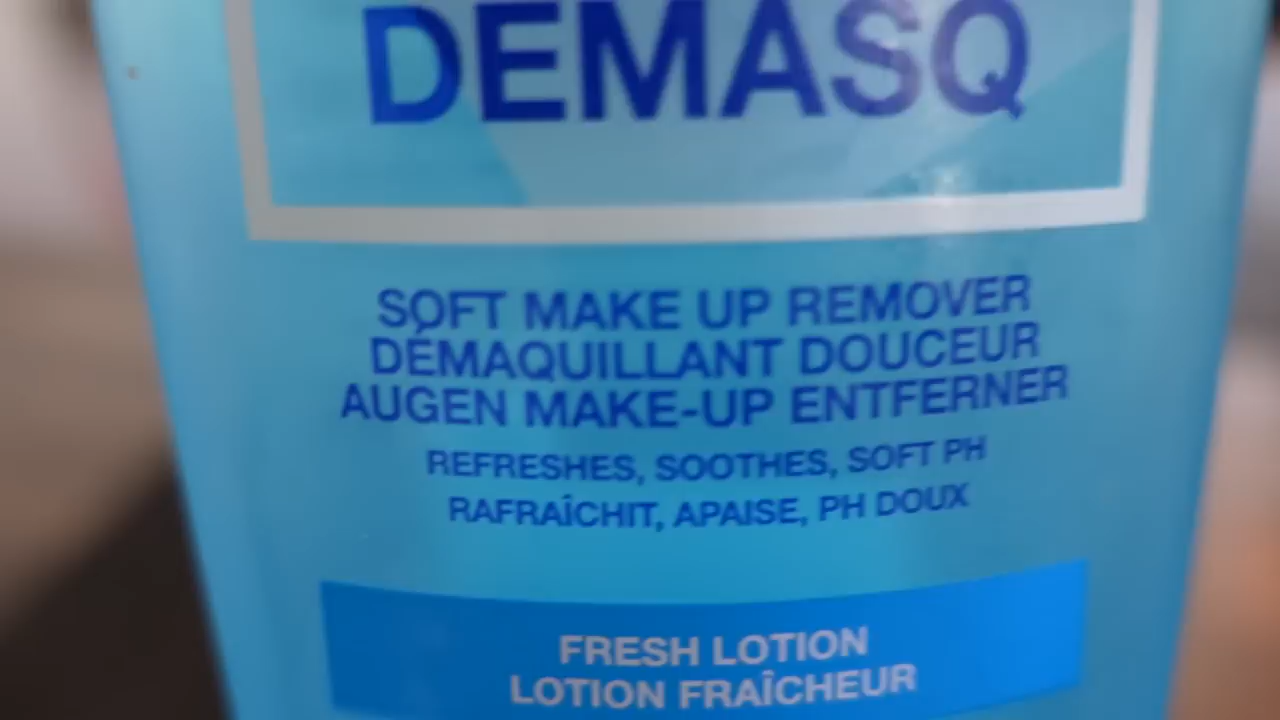 DEMASQ
SOFT MAKE UP REMOVER
DÉMAQUILLANT DOUCEUR
AUGEN MAKE-UP ENTFERNER
REFRESHES, SOOTHES, SOFT PH
RAFRAÎCHIT, APAISE, PH DOUX
FRESH LOTION
LOTION FRAÎCHEUR